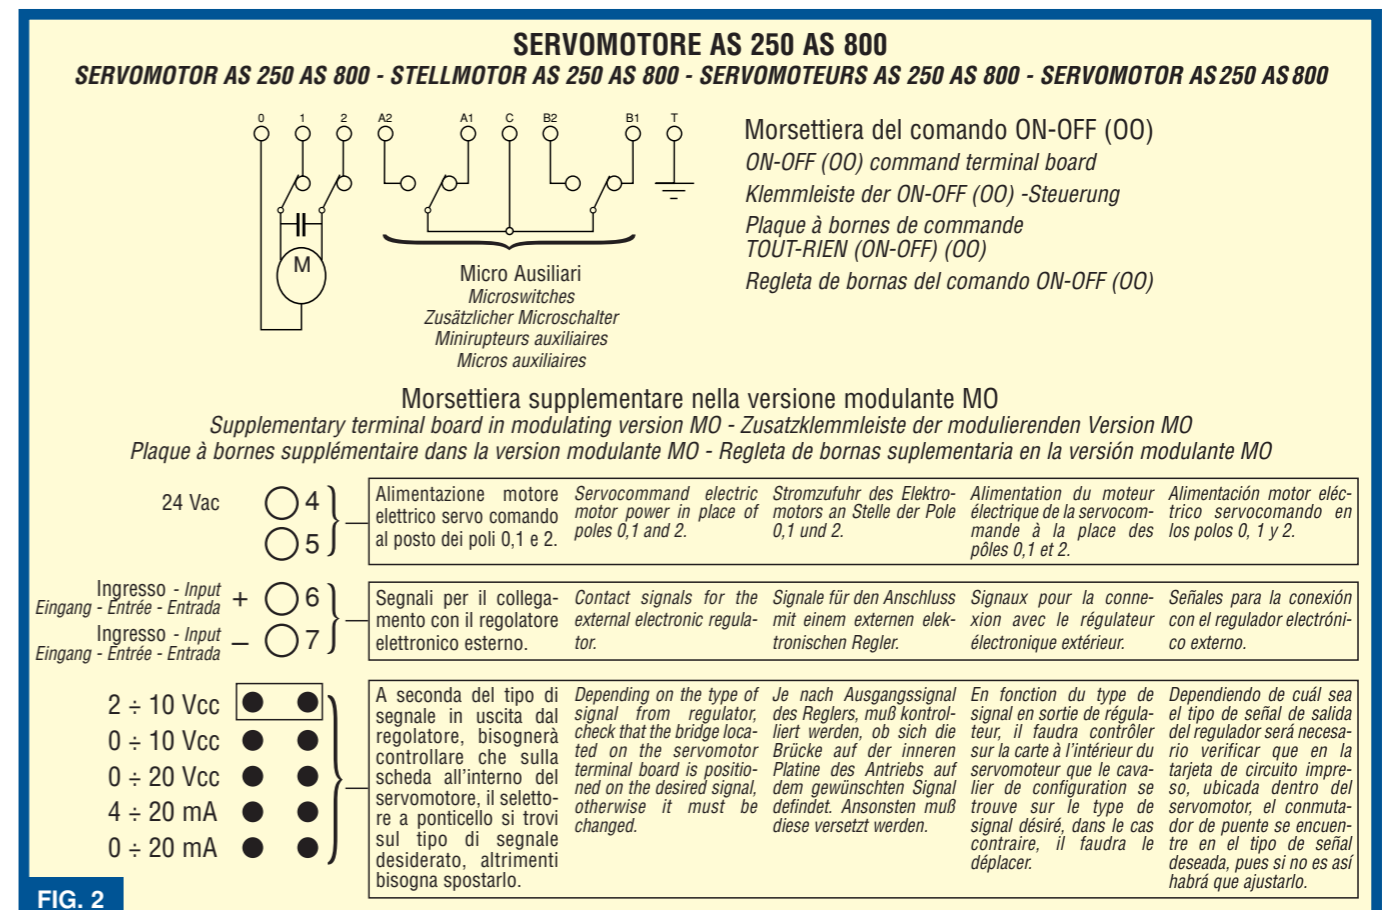 SERVOMOTORE AS 250 AS 800
SERVOMOTOR AS 250 AS 800 - STELLMOTOR AS 250 AS 800 - SERVOMOTEURS AS 250 AS 800 - SERVOMOTOR AS 250 AS 800
0 1 2 A2 A1 C B2 B1 T
M
Micro Ausiliari
Microswitches
Zusätzlicher Microschalter
Minirupteurs auxiliaires
Micros auxiliaires
Morsettiera del comando ON-OFF (OO)
ON-OFF (OO) command terminal board
Klemmleiste der ON-OFF (OO) -Steuerung
Plaque à bornes de commande
TOUT-RIEN (ON-OFF) (OO)
Regleta de bornas del comando ON-OFF (OO)
Morsettiera supplementare nella versione modulante MO
Supplementary terminal board in modulating version MO - Zusatzklemmleiste der modulierenden Version MO
Plaque à bornes supplémentaire dans la version modulante MO - Regleta de bornas suplementaria en la versión modulante MO
24 Vac
4
5
Alimentazione motore
elettrico servo comando
al posto dei poli 0,1 e 2.
Servocommand electric
motor power in place of
poles 0,1 and 2.
Stromzufuhr des Elektro-
motors an Stelle der Pole
0,1 und 2.
Alimentation du moteur
électrique de la servocom-
mande à la place des
pôles 0,1 et 2.
Alimentación motor eléc-
trico servocomando en
los polos 0, 1 y 2.
Ingresso - Input
Eingang - Entrée - Entrada
+ 6
Ingresso - Input
Eingang - Entrée - Entrada
– 7
Segnali per il collega-
mento con il regolatore
elettronico esterno.
Contact signals for the
external electronic regula-
tor.
Signale für den Anschluss
mit einem externen elek-
tronischen Regler.
Signaux pour la conne-
xion avec le régulateur
électronique extérieur.
Señales para la conexión
con el regulador electróni-
co externo.
2 ÷ 10 Vcc
0 ÷ 10 Vcc
0 ÷ 20 Vcc
4 ÷ 20 mA
0 ÷ 20 mA
A seconda del tipo di
segnale in uscita dal
regolatore, bisognerà
controllare che sulla
scheda all'interno del
servomotore, il seletto-
re a ponticello si trovi
sul tipo di segnale
desiderato, altrimenti
bisogna spostarlo.
Depending on the type of
signal from regulator,
check that the bridge loca-
ted on the servomotor
terminal board is positio-
ned on the desired signal,
otherwise it must be
changed.
Je nach Ausgangssignal
des Reglers, muß kontrol-
liert werden, ob sich die
Brücke auf der inneren
Platine des Antriebs auf
dem gewünschten Signal
defindet. Ansonsten muß
diese versetzt werden.
En fonction du type de
signal en sortie de régula-
teur, il faudra contrôler
sur la carte à l'intérieur du
servomoteur que le cava-
lier de configuration se
trouve sur le type de
signal désiré, dans le cas
contraire, il faudra le
déplacer.
Dependiendo de cuál sea
el tipo de señal de salida
del regulador será necesa-
rio verificar que en la
tarjeta de circuito impre-
so, ubicada dentro del
servomotor, el conmuta-
dor de puente se encuen-
tre en el tipo de señal
deseada, pues si no es así
habrá que ajustarlo.
FIG. 2